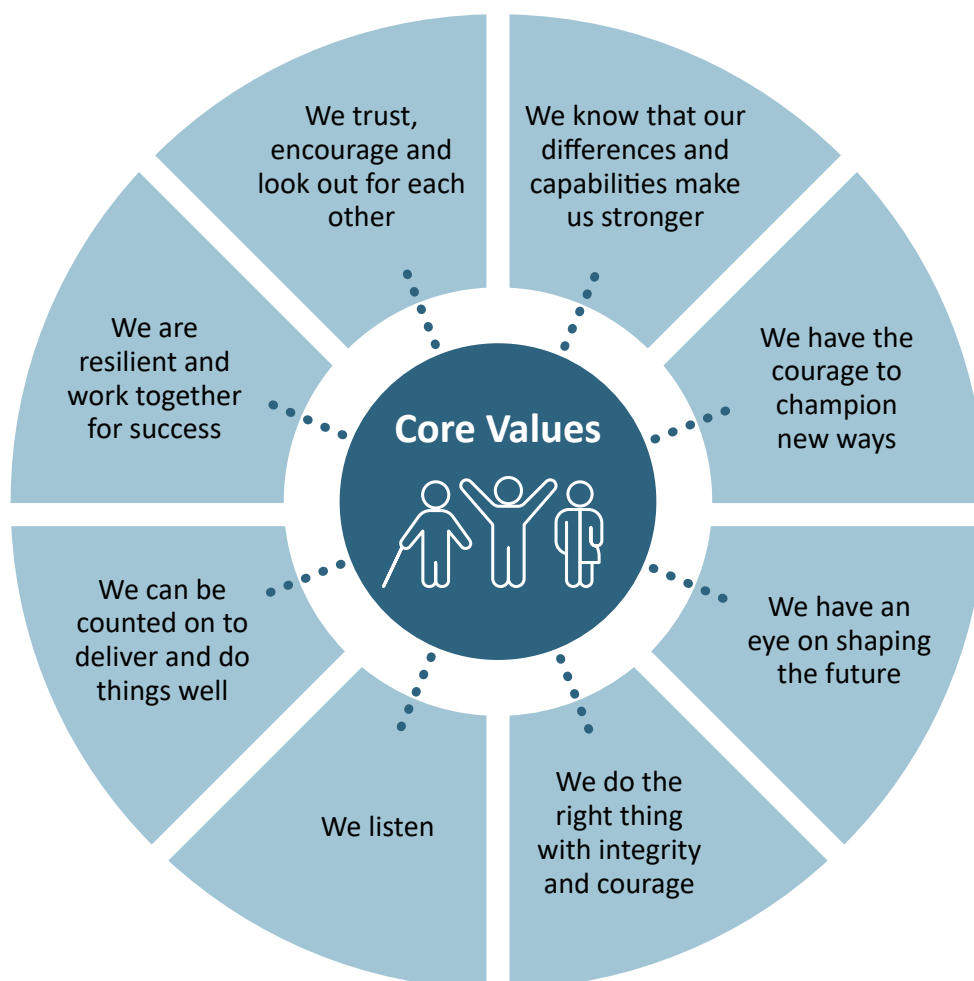 We trust,
encourage and
look out for each
other
We know that our
differences and
capabilities make
us stronger
We are
resilient and
work together
for success
We have the
courage to
champion
new ways
Core Values
We can be
counted on to
deliver and do
things well
We have an
eye on shaping
the future
We listen
We do the
right thing
with integrity
and courage